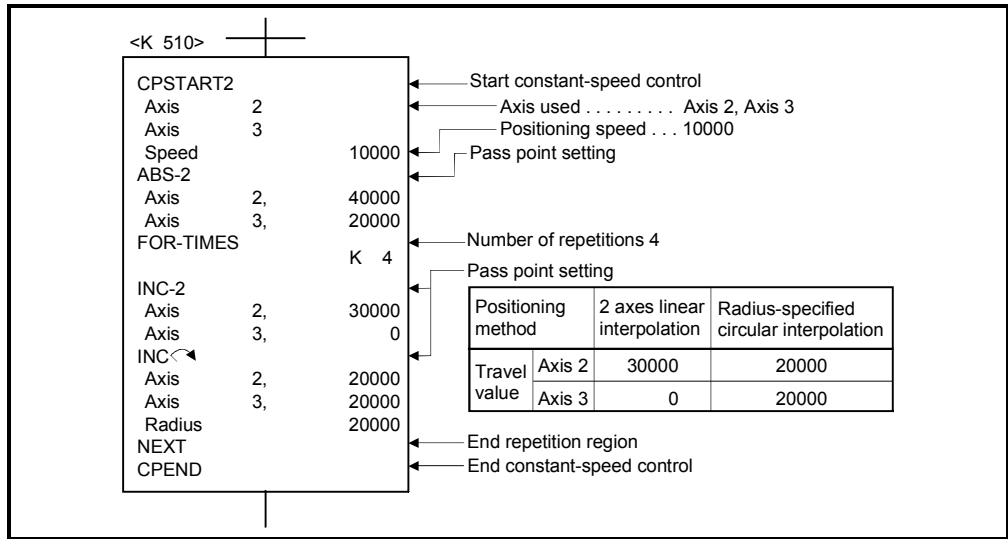 <K 510>
CPSTART2
Start constant-speed control
Axis 2
Axis used . . . . . . . . . Axis 2, Axis 3
Axis 3
Positioning speed . . . 10000
Speed 10000
Pass point setting
ABS-2
Axis 2, 40000
Axis 3, 20000
FOR-TIMES
Number of repetitions 4
K 4
Pass point setting
INC-2
Axis 2, 30000
Axis 3, 0
INC
Axis 2, 20000
Axis 3, 20000
Radius 20000
NEXT
CPEND
Positioning method
2 axes linear interpolation
Radius-specified circular interpolation
Travel value
Axis 2 30000 20000
Axis 3 0 20000
End repetition region
End constant-speed control